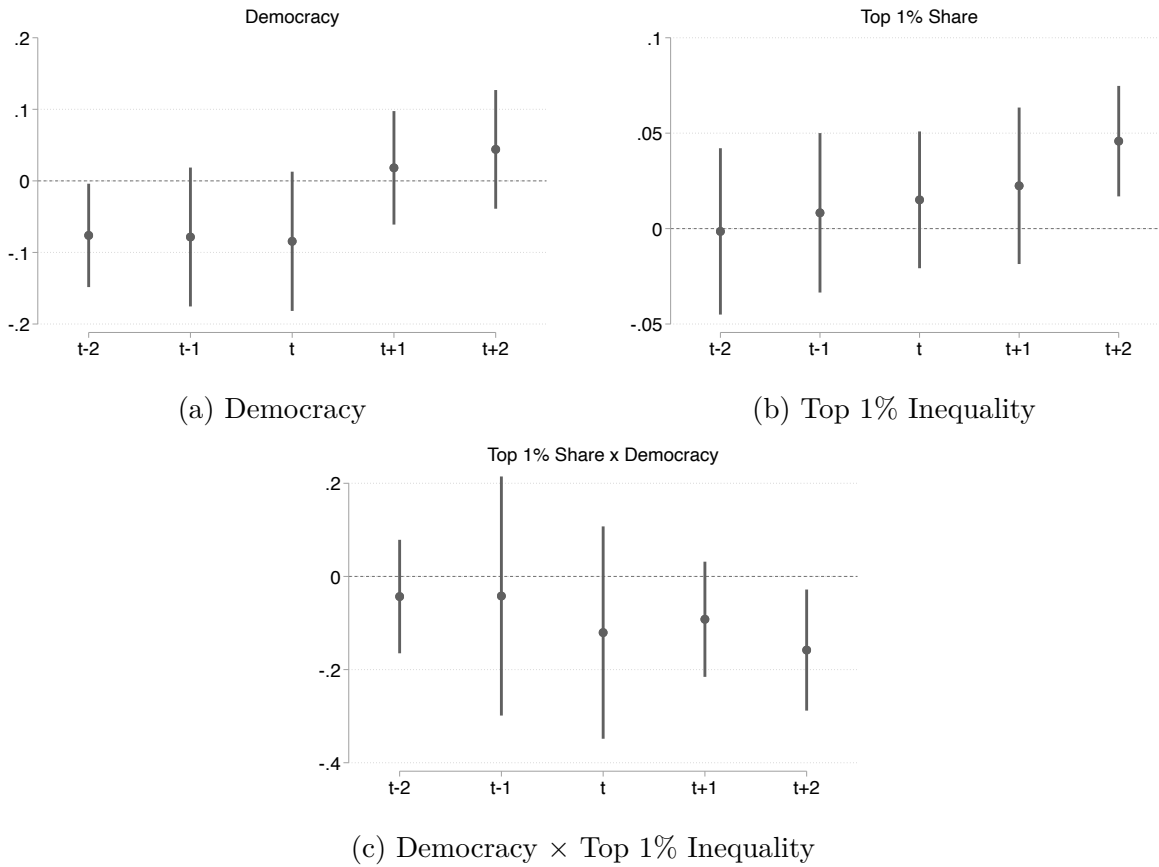 Democracy
.2
.1
0
-.1
-.2
t-2 t-1 t t+1 t+2
(a) Democracy
Top 1% Share
.1
.05
0
-.05
t-2 t-1 t t+1 t+2
(b) Top 1% Inequality
Top 1% Share x Democracy
.2
0
-.2
-.4
t-2 t-1 t t+1 t+2
(c) Democracy × Top 1% Inequality